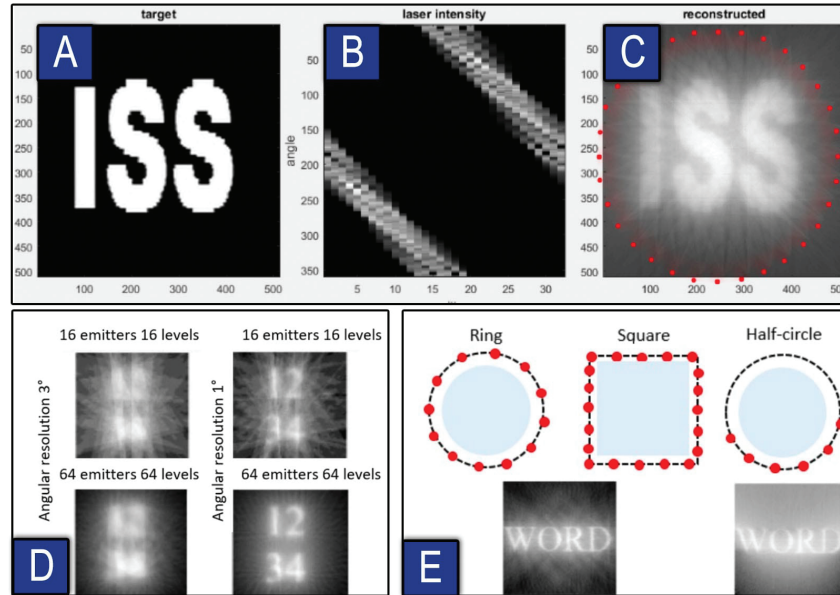 target
A
ISS
50
100
150
200
250
300
350
400
450
500
100
200
300
400
500
laser intensity
B
angle
0
50
100
150
200
250
300
350
5
10
15
20
25
30
reconstructed
C
ISS
50
100
150
200
250
300
350
400
450
500
100
200
300
400
16 emitters 16 levels
16 emitters 16 levels
Angular resolution 3°
Angular resolution 1°
12
34
64 emitters 64 levels
64 emitters 64 levels
12
34
12
34
D
Ring
Square
Half-circle
WORD
WORD
E